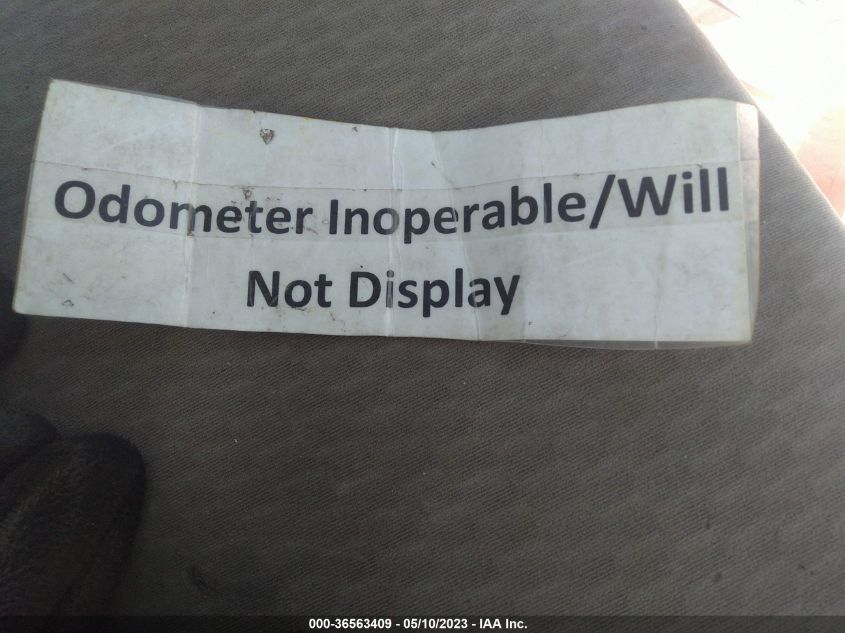 Odometer Inoperable/Will
Not Display
000-36563409 - 05/10/2023 - IAA Inc.